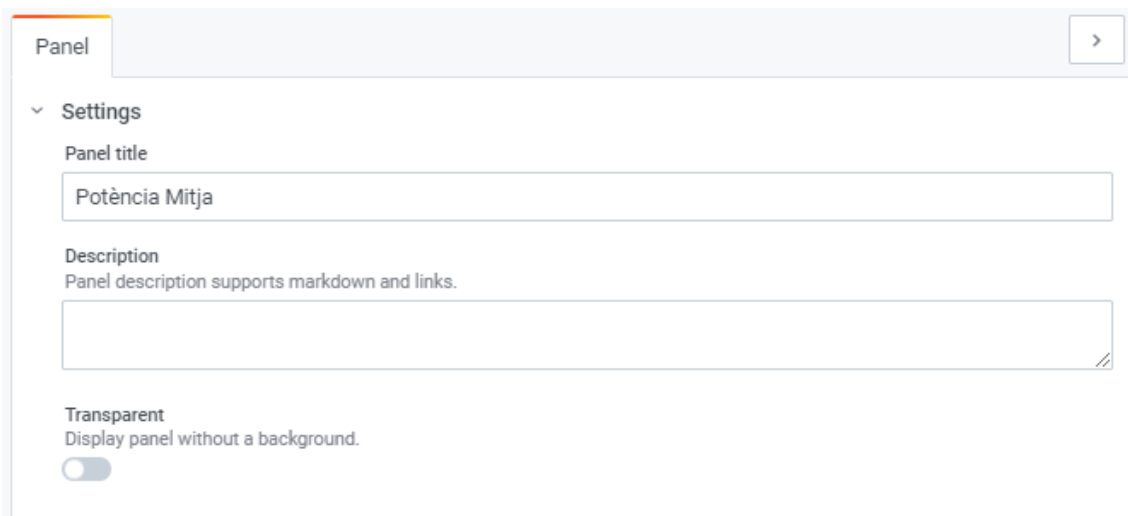 Panel
Settings
Panel title
Potència Mitja
Description
Panel description supports markdown and links.
Transparent
Display panel without a background.